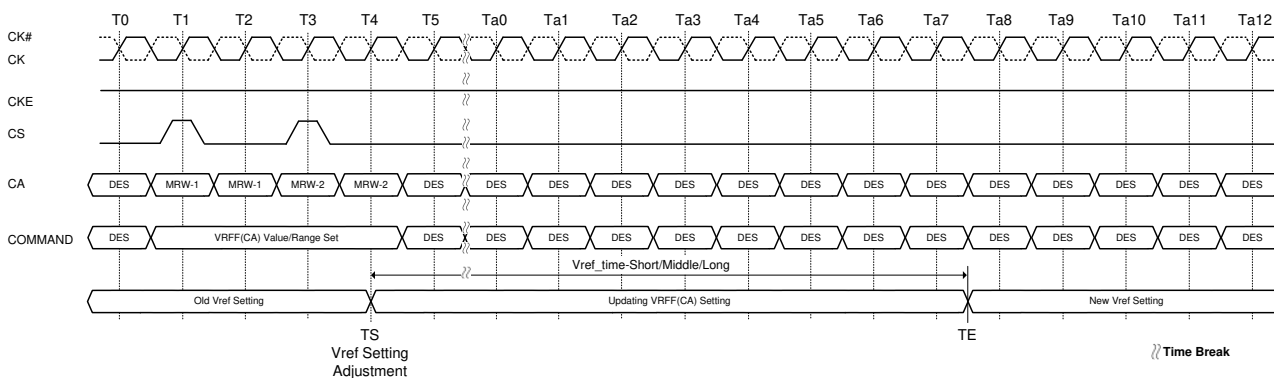 T0 T1 T2 T3 T4 T5 Ta0 Ta1 Ta2 Ta3 Ta4 Ta5 Ta6 Ta7 Ta8 Ta9 Ta10 Ta11 Ta12
CK#
CK
CKE
CS
CA DES MRW-1 MRW-1 MRW-2 MRW-2 DES DES DES DES DES DES DES DES DES DES DES DES DES DES
COMMAND DES VRFF(CA) Value/Range Set DES DES DES DES DES DES DES DES DES DES DES DES DES DES
Vref_time-Short/Middle/Long
Old Vref Setting Updating VRFF(CA) Setting New Vref Setting
TS TE
Vref Setting
Adjustment
Time Break